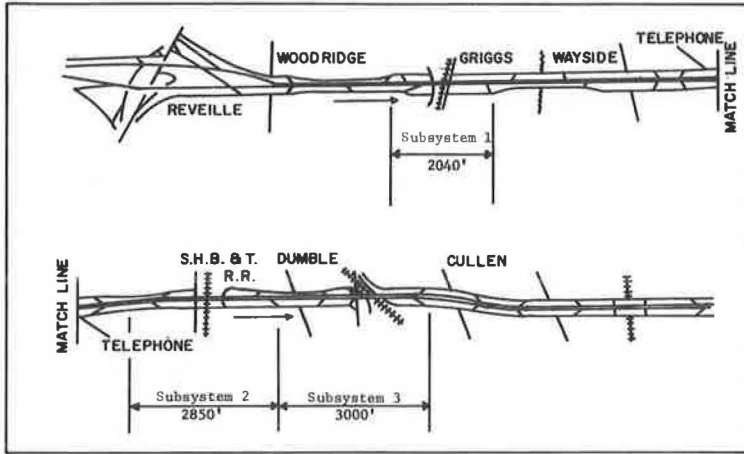 TELEPHONE
WOODRIDGE
GRIGGS
WAYSIDE
REVEILLE
MATCH LINE
Subsystem 1
2040'
S.H.B. & T.
R.R.
DUMBLE
CULLEN
MATCH LINE
TELEPHONE
Subsystem 2
2850'
Subsystem 3
3000'